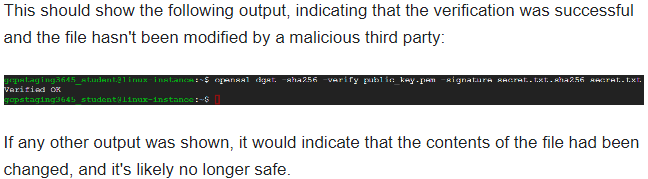 This should show the following output, indicating that the verification was successful
and the file hasn't been modified by a malicious third party:
gcpstaging3645_student@linux-instance:~$ openssl dgst -sha256 -verify public_key.pem -signature secret.txt.sha256 secret.txt
Verified OK
gcpstaging3645_student@linux-instance:~$
If any other output was shown, it would indicate that the contents of the file had been
changed, and it's likely no longer safe.